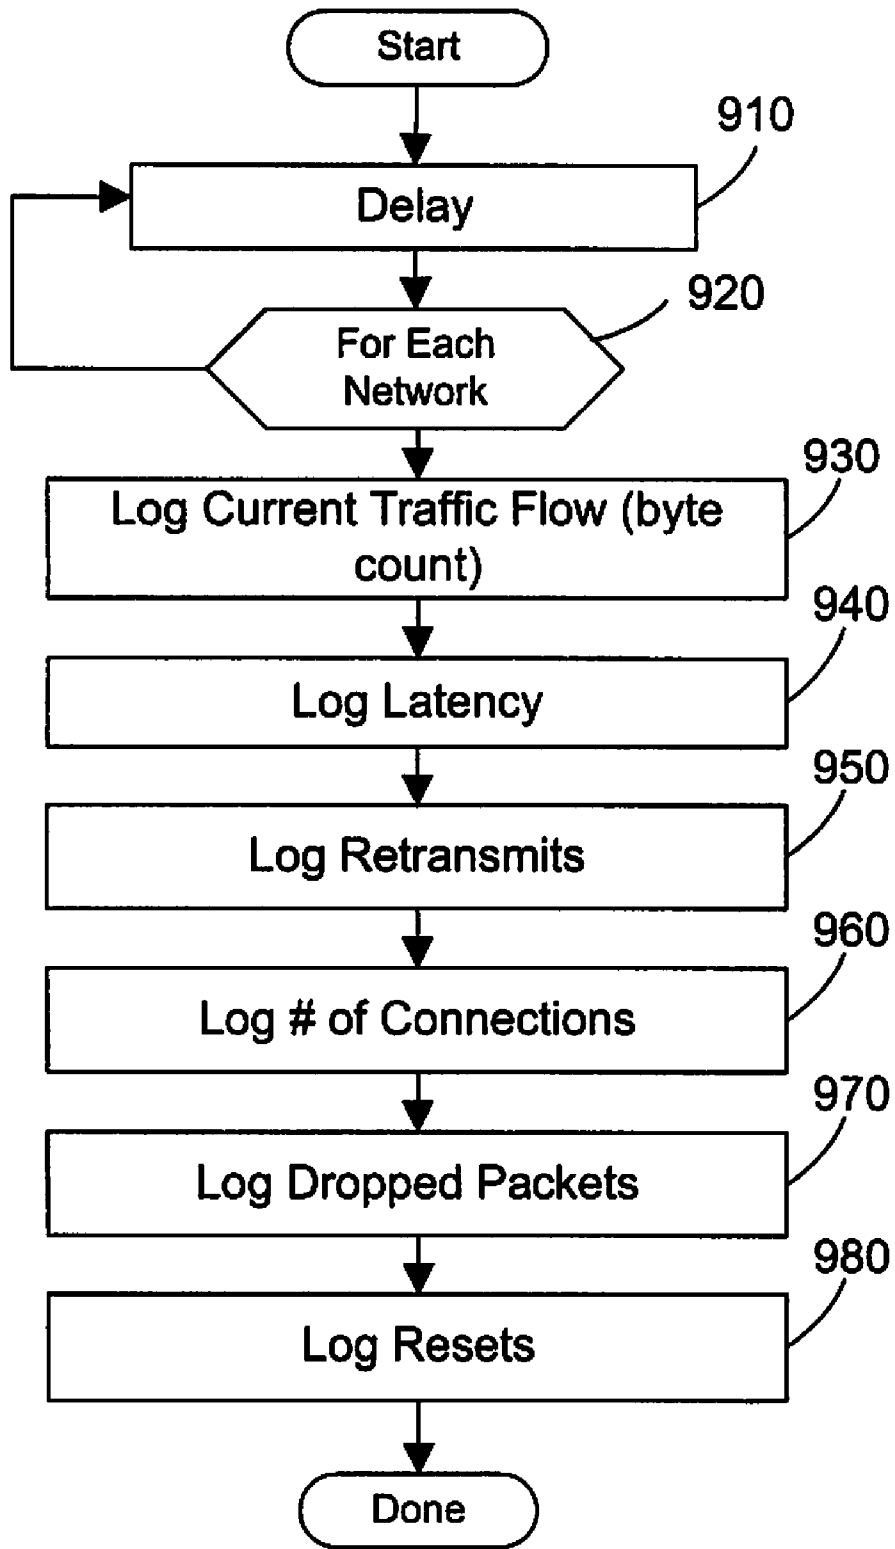 Start
910
Delay
920
For Each
Network
930
Log Current Traffic Flow (byte
count)
940
Log Latency
950
Log Retransmits
960
Log # of Connections
970
Log Dropped Packets
980
Log Resets
Done